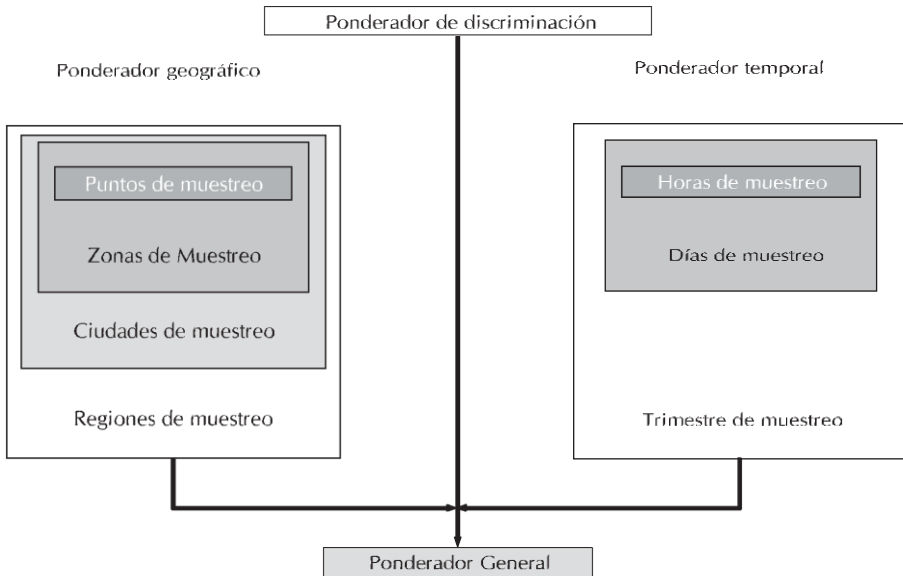 Ponderador de discriminación
Ponderador geográfico
Ponderador temporal
Puntos de muestreo
Zonas de Muestreo
Ciudades de muestreo
Regiones de muestreo
Horas de muestreo
Días de muestreo
Trimestre de muestreo
Ponderador General